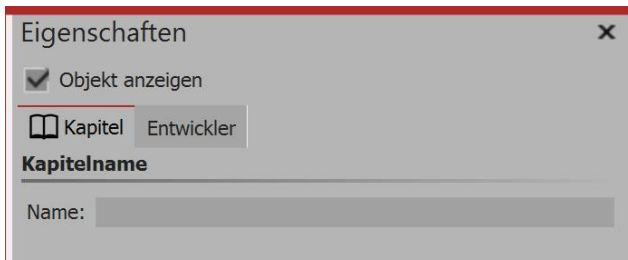 Eigenschaften
Objekt anzeigen
Kapitel Entwickler
Kapitelname
Name: